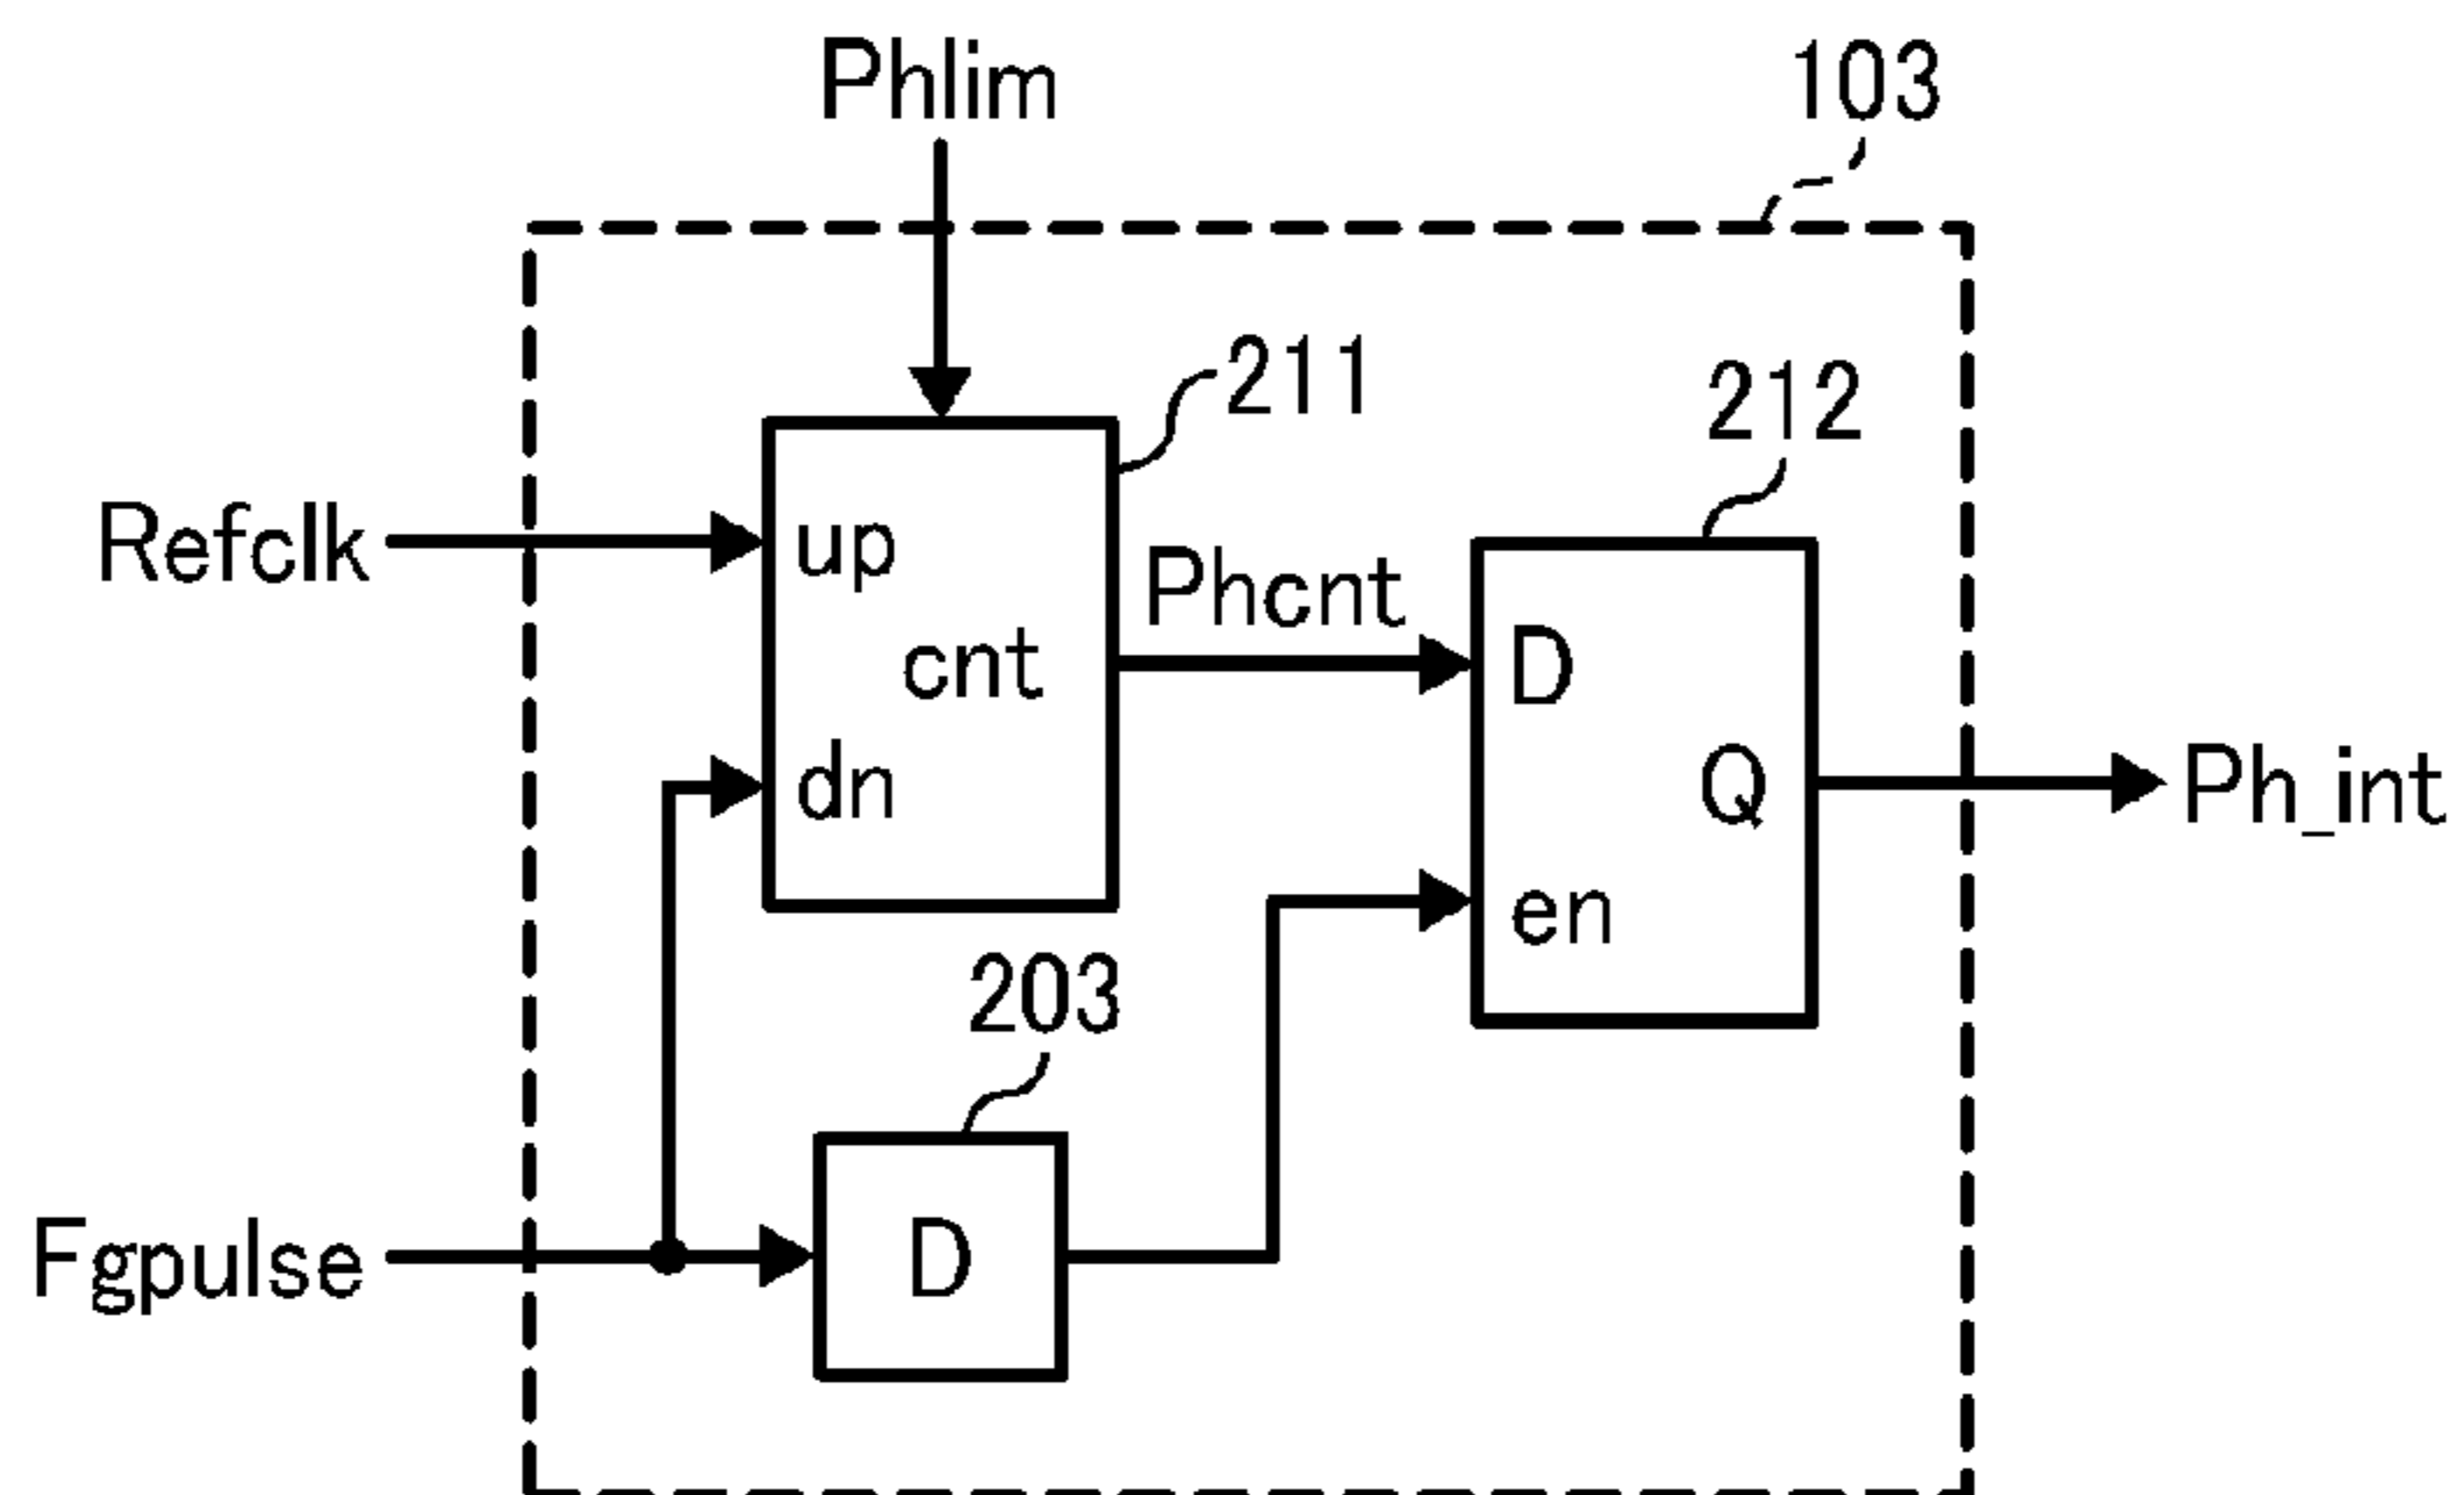 Phlim
103
211
212
Refclk
up
Phcnt
cnt
D
dn
Q
Ph_int
en
203
Fgpulse
D